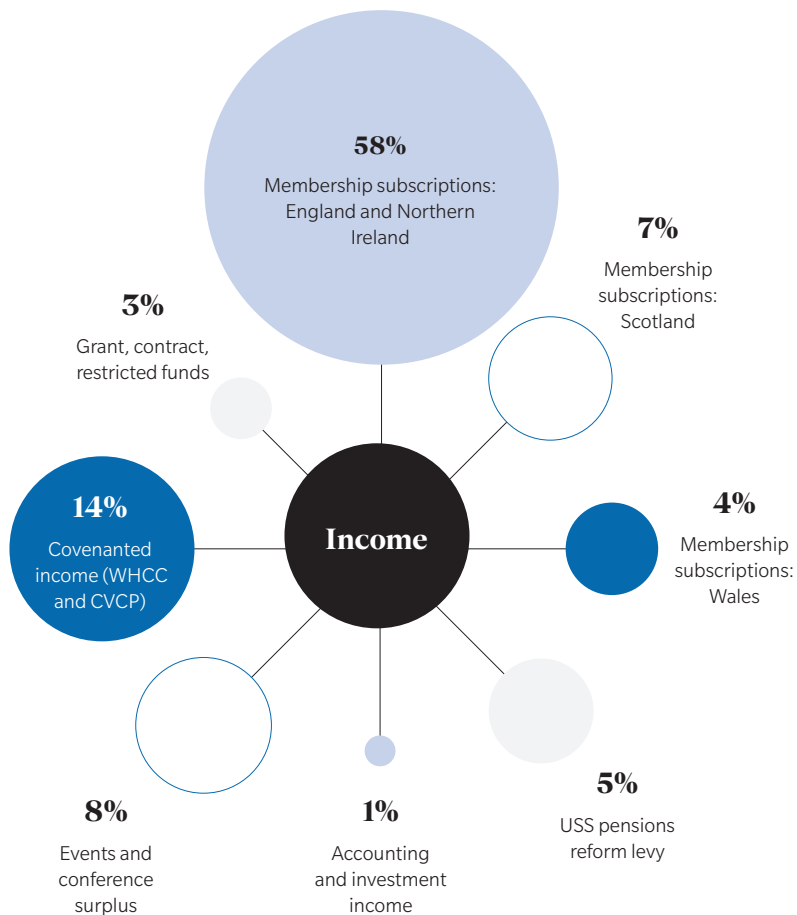 58%
Membership subscriptions:
England and Northern
Ireland
7%
Membership
subscriptions:
Scotland
3%
Grant, contract,
restricted funds
14%
Covenanted
income (WHCC
and CVCP)
Income
4%
Membership
subscriptions:
Wales
8%
Events and
conference
surplus
1%
Accounting
and investment
income
5%
USS pensions
reform levy